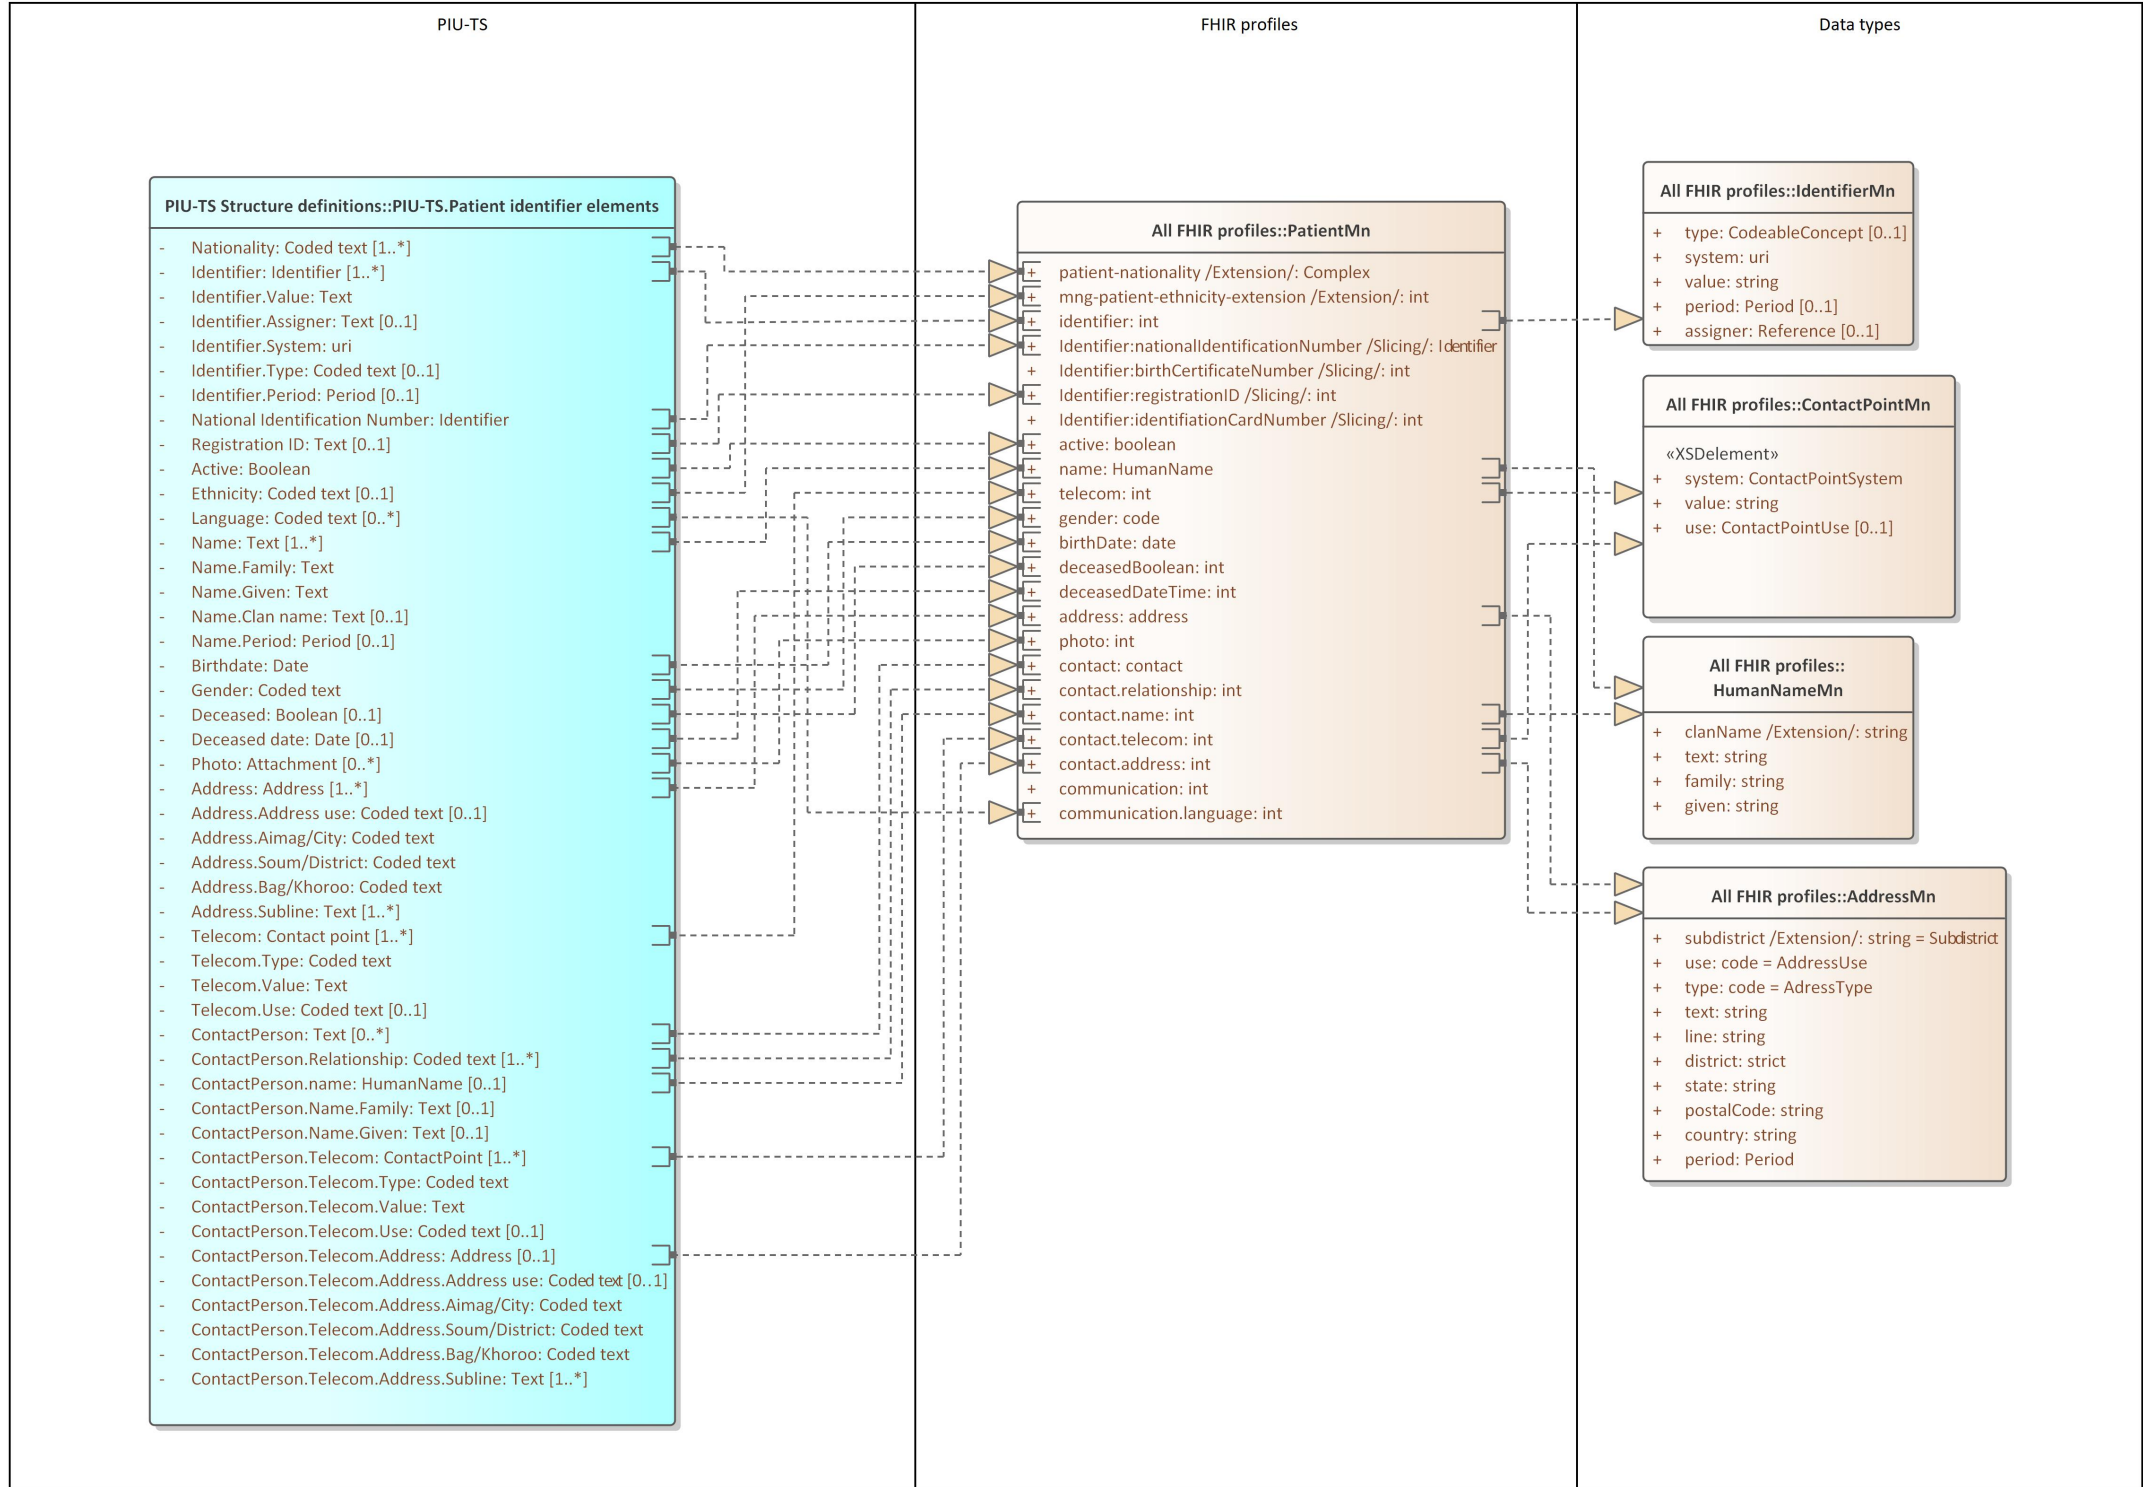 PIU-TS
FHIR profiles
Data types
PIU-TS Structure definitions::PIU-TS.Patient identifier elements
- Nationality: Coded text [1..*]
- Identifier: Identifier [1..*]
- Identifier.Value: Text
- Identifier.Assigner: Text [0..1]
- Identifier.System: uri
- Identifier.Type: Coded text [0..1]
- Identifier.Period: Period [0..1]
- National Identification Number: Identifier
- Registration ID: Text [0..1]
- Active: Boolean
- Ethnicity: Coded text [0..1]
- Language: Coded text [0..*]
- Name: Text [1..*]
- Name.Family: Text
- Name.Given: Text
- Name.Clan name: Text [0..1]
- Name.Period: Period [0..1]
- Birthdate: Date
- Gender: Coded text
- Deceased: Boolean [0..1]
- Deceased date: Date [0..1]
- Photo: Attachment [0..*]
- Address: Address [1..*]
- Address.Address use: Coded text [0..1]
- Address.Aimag/City: Coded text
- Address.Soum/District: Coded text
- Address.Bag/Khoroo: Coded text
- Address.Subline: Text [1..*]
- Telecom: Contact point [1..*]
- Telecom.Type: Coded text
- Telecom.Value: Text
- Telecom.Use: Coded text [0..1]
- ContactPerson: Text [0..*]
- ContactPerson.Relationship: Coded text [1..*]
- ContactPerson.name: HumanName [0..1]
- ContactPerson.Name.Family: Text [0..1]
- ContactPerson.Name.Given: Text [0..1]
- ContactPerson.Telecom: ContactPoint [1..*]
- ContactPerson.Telecom.Type: Coded text
- ContactPerson.Telecom.Value: Text
- ContactPerson.Telecom.Use: Coded text [0..1]
- ContactPerson.Telecom.Address: Address [0..1]
- ContactPerson.Telecom.Address.Address use: Coded text [0..1]
- ContactPerson.Telecom.Address.Aimag/City: Coded text
- ContactPerson.Telecom.Address.Soum/District: Coded text
- ContactPerson.Telecom.Address.Bag/Khoroo: Coded text
- ContactPerson.Telecom.Address.Subline: Text [1..*]
All FHIR profiles::PatientMn
+ patient-nationality /Extension/: Complex
+ mng-patient-ethnicity-extension /Extension/: int
+ identifier: int
+ Identifier:nationalIdentificationNumber /Slicing/: Identifier
+ Identifier:birthCertificateNumber /Slicing/: int
+ Identifier:registrationID /Slicing/: int
+ Identifier:identifiationCardNumber /Slicing/: int
+ active: boolean
+ name: HumanName
+ telecom: int
+ gender: code
+ birthDate: date
+ deceasedBoolean: int
+ deceasedDateTime: int
+ address: address
+ photo: int
+ contact: contact
+ contact.relationship: int
+ contact.name: int
+ contact.telecom: int
+ contact.address: int
+ communication: int
+ communication.language: int
All FHIR profiles::IdentifierMn
+ type: CodeableConcept [0..1]
+ system: uri
+ value: string
+ period: Period [0..1]
+ assigner: Reference [0..1]
All FHIR profiles::ContactPointMn
«XSDelement»
+ system: ContactPointSystem
+ value: string
+ use: ContactPointUse [0..1]
All FHIR profiles::
HumanNameMn
+ clanName /Extension/: string
+ text: string
+ family: string
+ given: string
All FHIR profiles::AddressMn
+ subdistrict /Extension/: string = Subdistrict
+ use: code = AddressUse
+ type: code = AdressType
+ text: string
+ line: string
+ district: strict
+ state: string
+ postalCode: string
+ country: string
+ period: Period